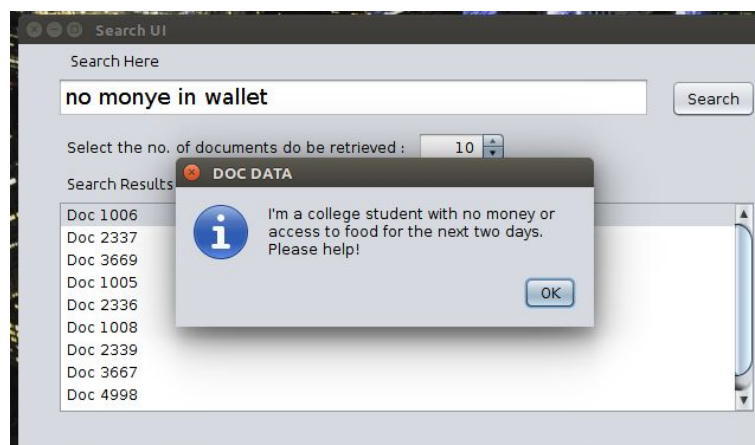 Search UI
Search Here
no monye in wallet
Search
Select the no. of documents do be retrieved :
10
Search Results
DOC DATA
I'm a college student with no money or
access to food for the next two days.
Please help!
OK
Doc 1006
Doc 2337
Doc 3669
Doc 1005
Doc 2336
Doc 1008
Doc 2339
Doc 3667
Doc 4998